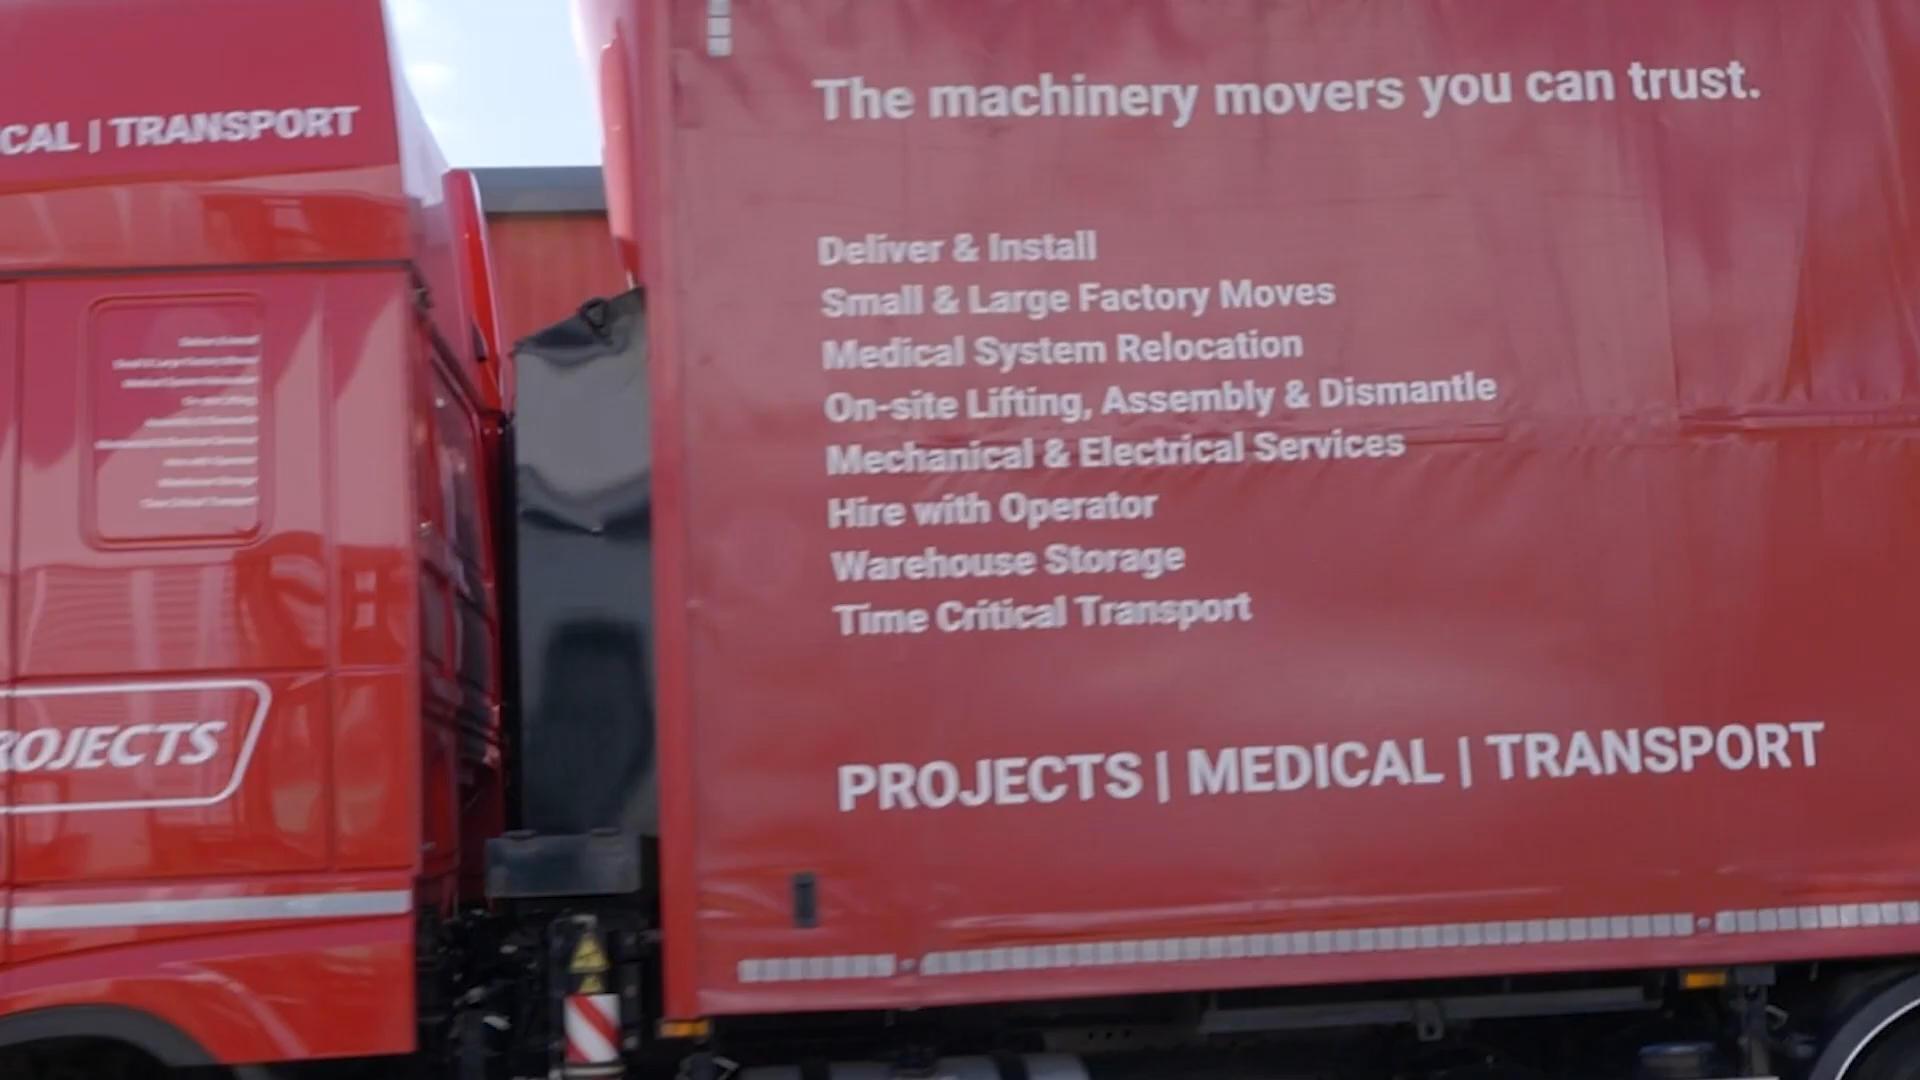 CAL | TRANSPORT
ROJECTS
The machinery movers you can trust.
Deliver & Install
Small & Large Factory Moves
Medical System Relocation
On-site Lifting, Assembly & Dismantle
Mechanical & Electrical Services
Hire with Operator
Warehouse Storage
Time Critical Transport
PROJECTS | MEDICAL | TRANSPORT